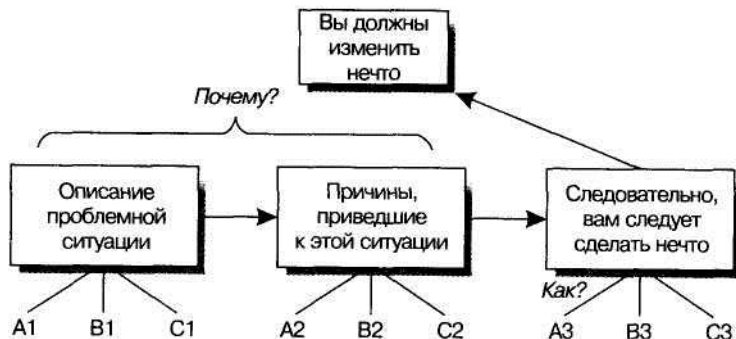 Вы должны
изменить
нечто
Почему?
Описание
проблемной
ситуации
Причины,
приведшие
к этой ситуации
Следовательно,
вам следует
сделать нечто
Как?
A1 B1 C1 A2 B2 C2 A3 B3 C3